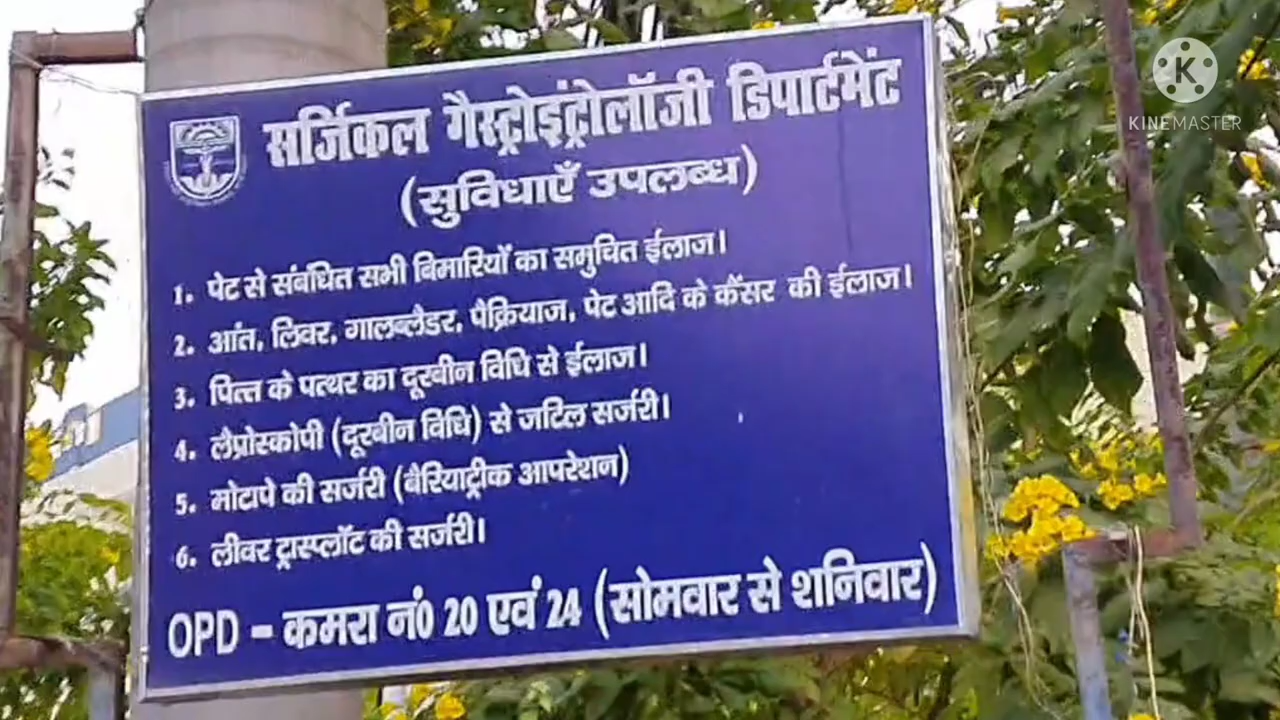 सर्जिकल गैस्ट्रोइंट्रोलॉजी डिपार्टमेंट
(सुविधाएँ उपलब्ध)
1. पेट से संबंधित सभी बिमारियों का समुचित ईलाज।
2. आंत, लिवर, गालब्लैडर, पैक्रियाज, पेट आदि के कैंसर की ईलाज।
3. पित्त के पत्थर का दूरबीन विधि से ईलाज।
4. लैप्रोस्कोपी (दूरबीन विधि) से जटिल सर्जरी।
5. मोटापे की सर्जरी (बैरियाट्रीक आपरेशन)
6. लीवर ट्रास्प्लॉट की सर्जरी।
OPD - कमरा नं0 20 एवं 24 (सोमवार से शनिवार)
K
KINEMASTER